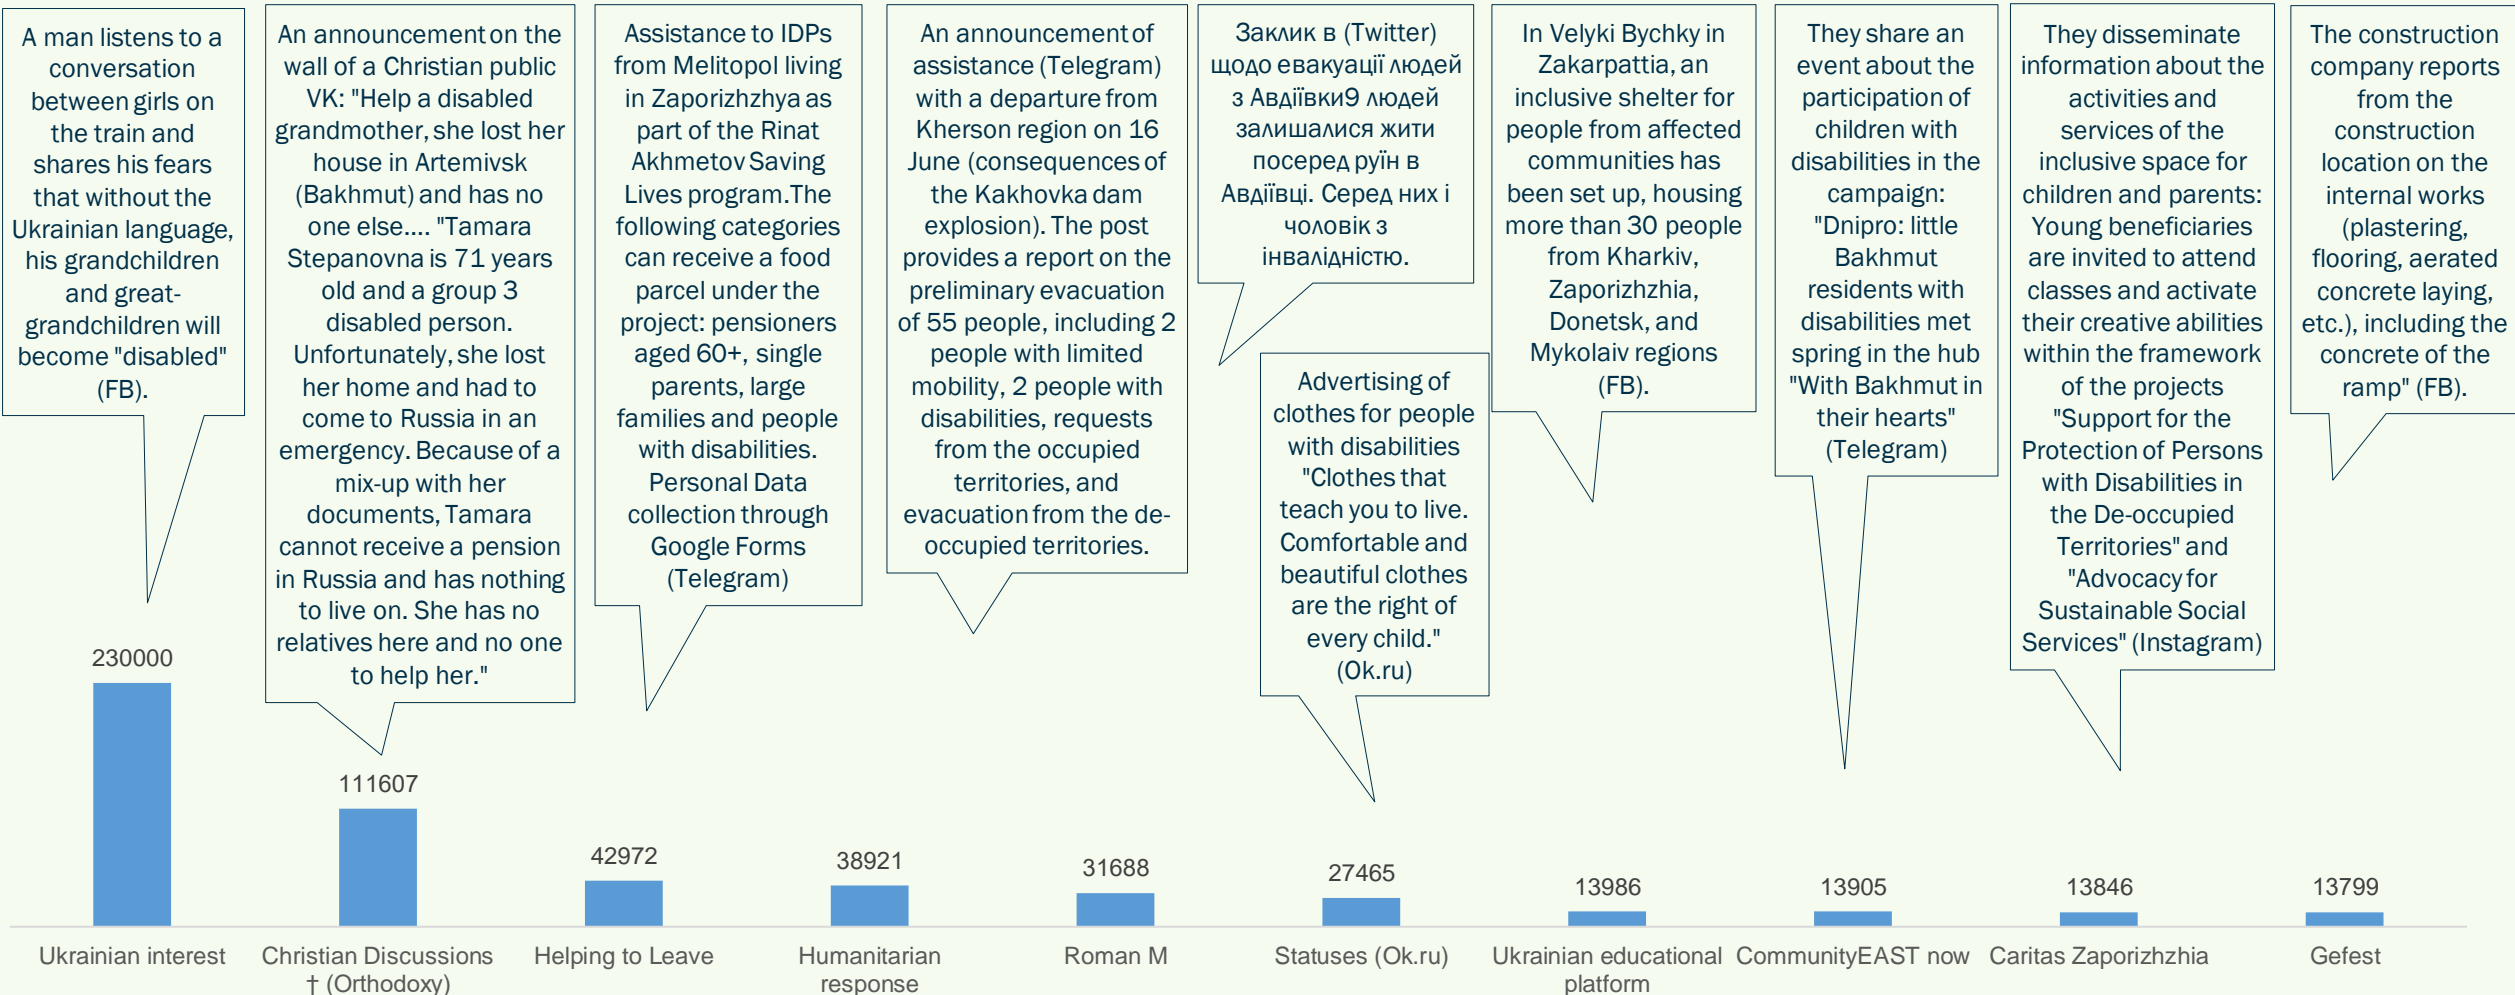 A man listens to a
conversation
between girls on
the train and
shares his fears
that without the
Ukrainian language,
his grandchildren
and great-
grandchildren will
become "disabled"
(FB).
An announcement on the
wall of a Christian public
VK: "Help a disabled
grandmother, she lost her
house in Artemivsk
(Bakhmut) and has no
one else.... "Tamara
Stepanovna is 71 years
old and a group 3
disabled person.
Unfortunately, she lost
her home and had to
come to Russia in an
emergency. Because of a
mix-up with her
documents, Tamara
cannot receive a pension
in Russia and has nothing
to live on. She has no
relatives here and no one
to help her."
Assistance to IDPs
from Melitopol living
in Zaporizhzhya as
part of the Rinat
Akhmetov Saving
Lives program.The
following categories
can receive a food
parcel under the
project: pensioners
aged 60+, single
parents, large
families and people
with disabilities.
Personal Data
collection through
Google Forms
(Telegram)
An announcement of
assistance (Telegram)
with a departure from
Kherson region on 16
June (consequences of
the Kakhovka dam
explosion). The post
provides a report on the
preliminary evacuation
of 55 people, including 2
people with limited
mobility, 2 people with
disabilities, requests
from the occupied
territories, and
evacuation from the de-
occupied territories.
Заклик в (Twitter)
щодо евакуації людей
з Авдіївки9 людей
залишалися жити
посеред руїн в
Авдіївці. Серед них і
чоловік з
інвалідністю.
Advertising of
clothes for people
with disabilities
"Clothes that
teach you to live.
Comfortable and
beautiful clothes
are the right of
every child."
(Ok.ru)
In Velyki Bychky in
Zakarpattia, an
inclusive shelter for
people from affected
communities has
been set up, housing
more than 30 people
from Kharkiv,
Zaporizhzhia,
Donetsk, and
Mykolaiv regions
(FB).
They share an
event about the
participation of
children with
disabilities in the
campaign:
"Dnipro: little
Bakhmut
residents with
disabilities met
spring in the hub
"With Bakhmut in
their hearts"
(Telegram)
They disseminate
information about the
activities and
services of the
inclusive space for
children and parents:
Young beneficiaries
are invited to attend
classes and activate
their creative abilities
within the framework
of the projects
"Support for the
Protection of Persons
with Disabilities in
the De-occupied
Territories" and
"Advocacy for
Sustainable Social
Services" (Instagram)
The construction
company reports
from the
construction
location on the
internal works
(plastering,
flooring, aerated
concrete laying,
etc.), including the
concrete of the
ramp" (FB).
230000
111607
42972
38921
31688
27465
13986
13905
13846
13799
Ukrainian interest
Christian Discussions
† (Orthodoxy)
Helping to Leave
Humanitarian
response
Roman M
Statuses (Ok.ru)
Ukrainian educational
platform
CommunityEAST now
Caritas Zaporizhzhia
Gefest